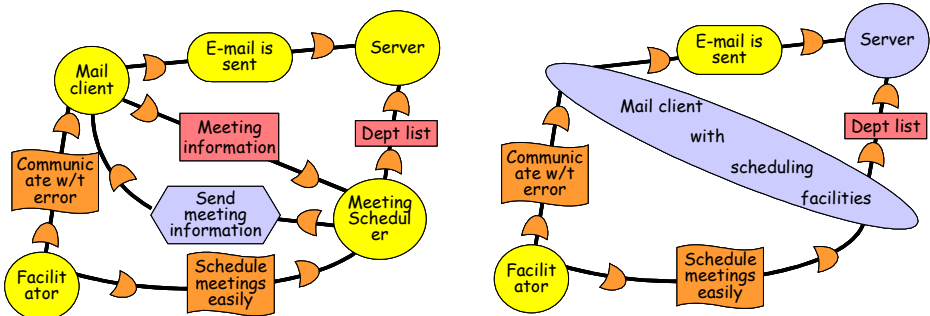 E-mail is
sent
Server
Mail
client
Meeting
information
Dept list
Communic
ate w/t
error
Send
meeting
information
Meeting
Schedul
er
Facilit
ator
Schedule
meetings
easily
E-mail is
sent
Server
Mail client
with
scheduling
facilities
Dept list
Communic
ate w/t
error
Facilit
ator
Schedule
meetings
easily